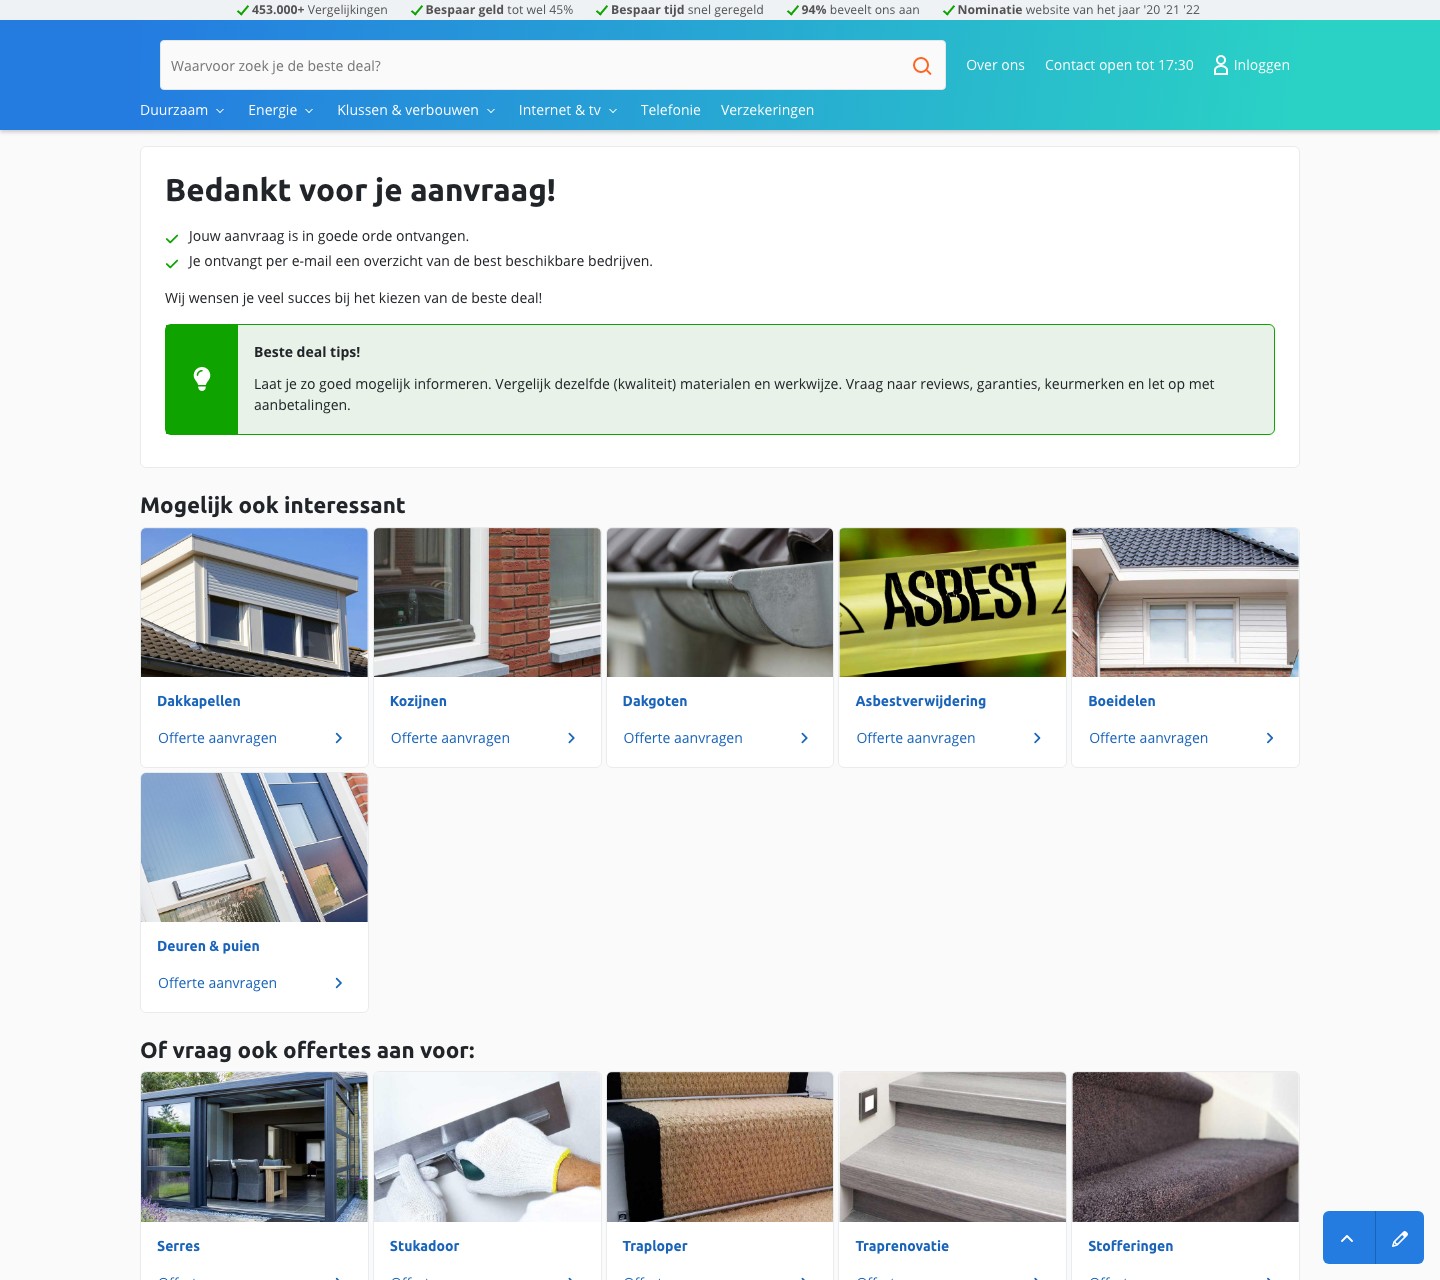 453.000+ Vergelijkingen Bespaar geld tot wel 45% Bespaar tijd snel geregeld 94% beveelt ons aan Nominatie website van het jaar '20 '21 '22
Waarvoor zoek je de beste deal?
Over ons Contact open tot 17:30 Inloggen
Duurzaam Energie Klussen & verbouwen Internet & tv Telefonie Verzekeringen
Bedankt voor je aanvraag!
Jouw aanvraag is in goede orde ontvangen.
Je ontvangt per e-mail een overzicht van de best beschikbare bedrijven.
Wij wensen je veel succes bij het kiezen van de beste deal!
Beste deal tips!
Laat je zo goed mogelijk informeren. Vergelijk dezelfde (kwaliteit) materialen en werkwijze. Vraag naar reviews, garanties, keurmerken en let op met
aanbetalingen.
Mogelijk ook interessant
ASBEST
Dakkapellen Kozijnen Dakgoten Asbestverwijdering Boeidelen
Offerte aanvragen Offerte aanvragen Offerte aanvragen Offerte aanvragen Offerte aanvragen
Deuren & puien
Offerte aanvragen
Of vraag ook offertes aan voor:
Serres Stukadoor Traploper Traprenovatie Stofferingen